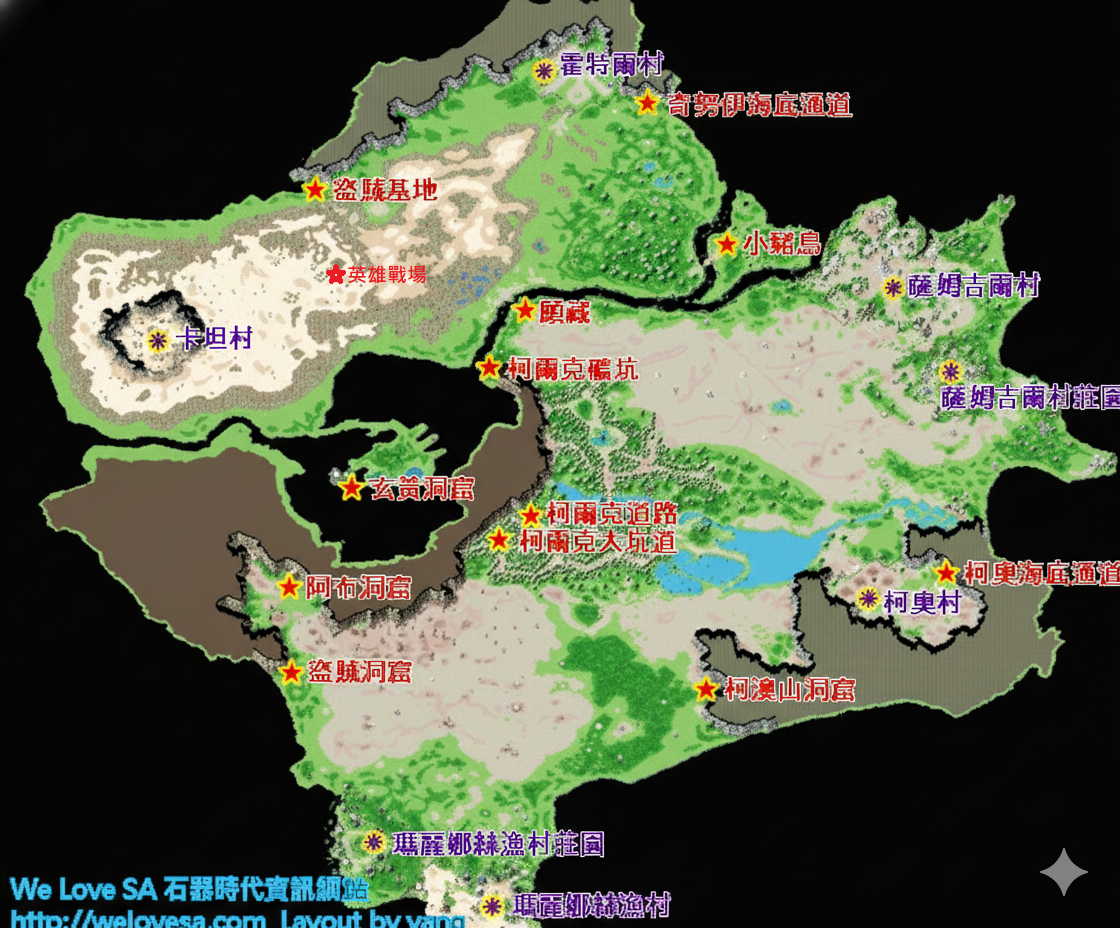 霍特爾村
奇努伊海底通道
盜賊基地
小豬島
英雄戰場
薩姆吉爾村
願藏
卡坦村
柯爾克礦坑
薩姆吉爾村莊園
玄黃洞窟
柯爾克道路
柯爾克大坑道
柯奧海底通道
阿布洞窟
柯奧村
盜賊洞窟
柯澳山洞窟
瑪麗娜絲漁村莊園
We Love SA 石器時代資訊網站
瑪麗娜絲漁村
http://welovesa.com Layout by yang